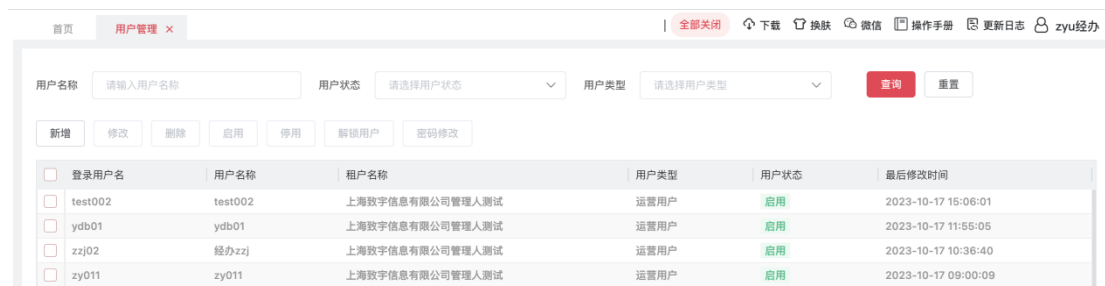 首页 用户管理 × 全部关闭 下载 换肤 微信 操作手册 更新日志 zyu经办
用户名称 请输入用户名称 用户状态 请选择用户状态 用户类型 请选择用户类型 查询 重置
新增 修改 删除 启用 停用 解锁用户 密码修改
登录用户名 用户名称 租户名称 用户类型 用户状态 最后修改时间
test002 test002 上海致宇信息有限公司管理人测试 运营用户 启用 2023-10-17 15:06:01
ydb01 ydb01 上海致宇信息有限公司管理人测试 运营用户 启用 2023-10-17 11:55:05
zzj02 经办zzj 上海致宇信息有限公司管理人测试 运营用户 启用 2023-10-17 10:36:40
zy011 zy011 上海致宇信息有限公司管理人测试 运营用户 启用 2023-10-17 09:00:09